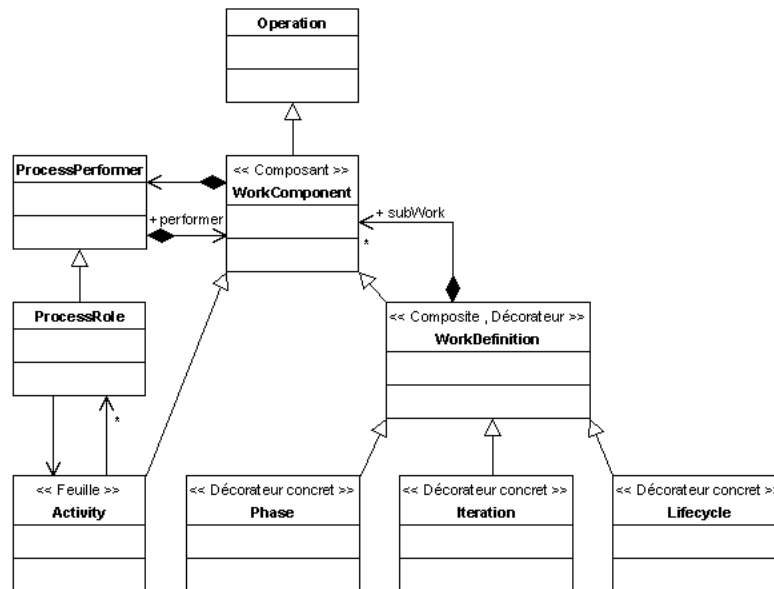 Operation
ProcessPerformer
<< Composant >>
WorkComponent
+ performer
+ subWork
*
ProcessRole
<< Composite , Décorateur >>
WorkDefinition
*
<< Feuille >>
Activity
<< Décorateur concret >>
Phase
<< Décorateur concret >>
Iteration
<< Décorateur concret >>
Lifecycle